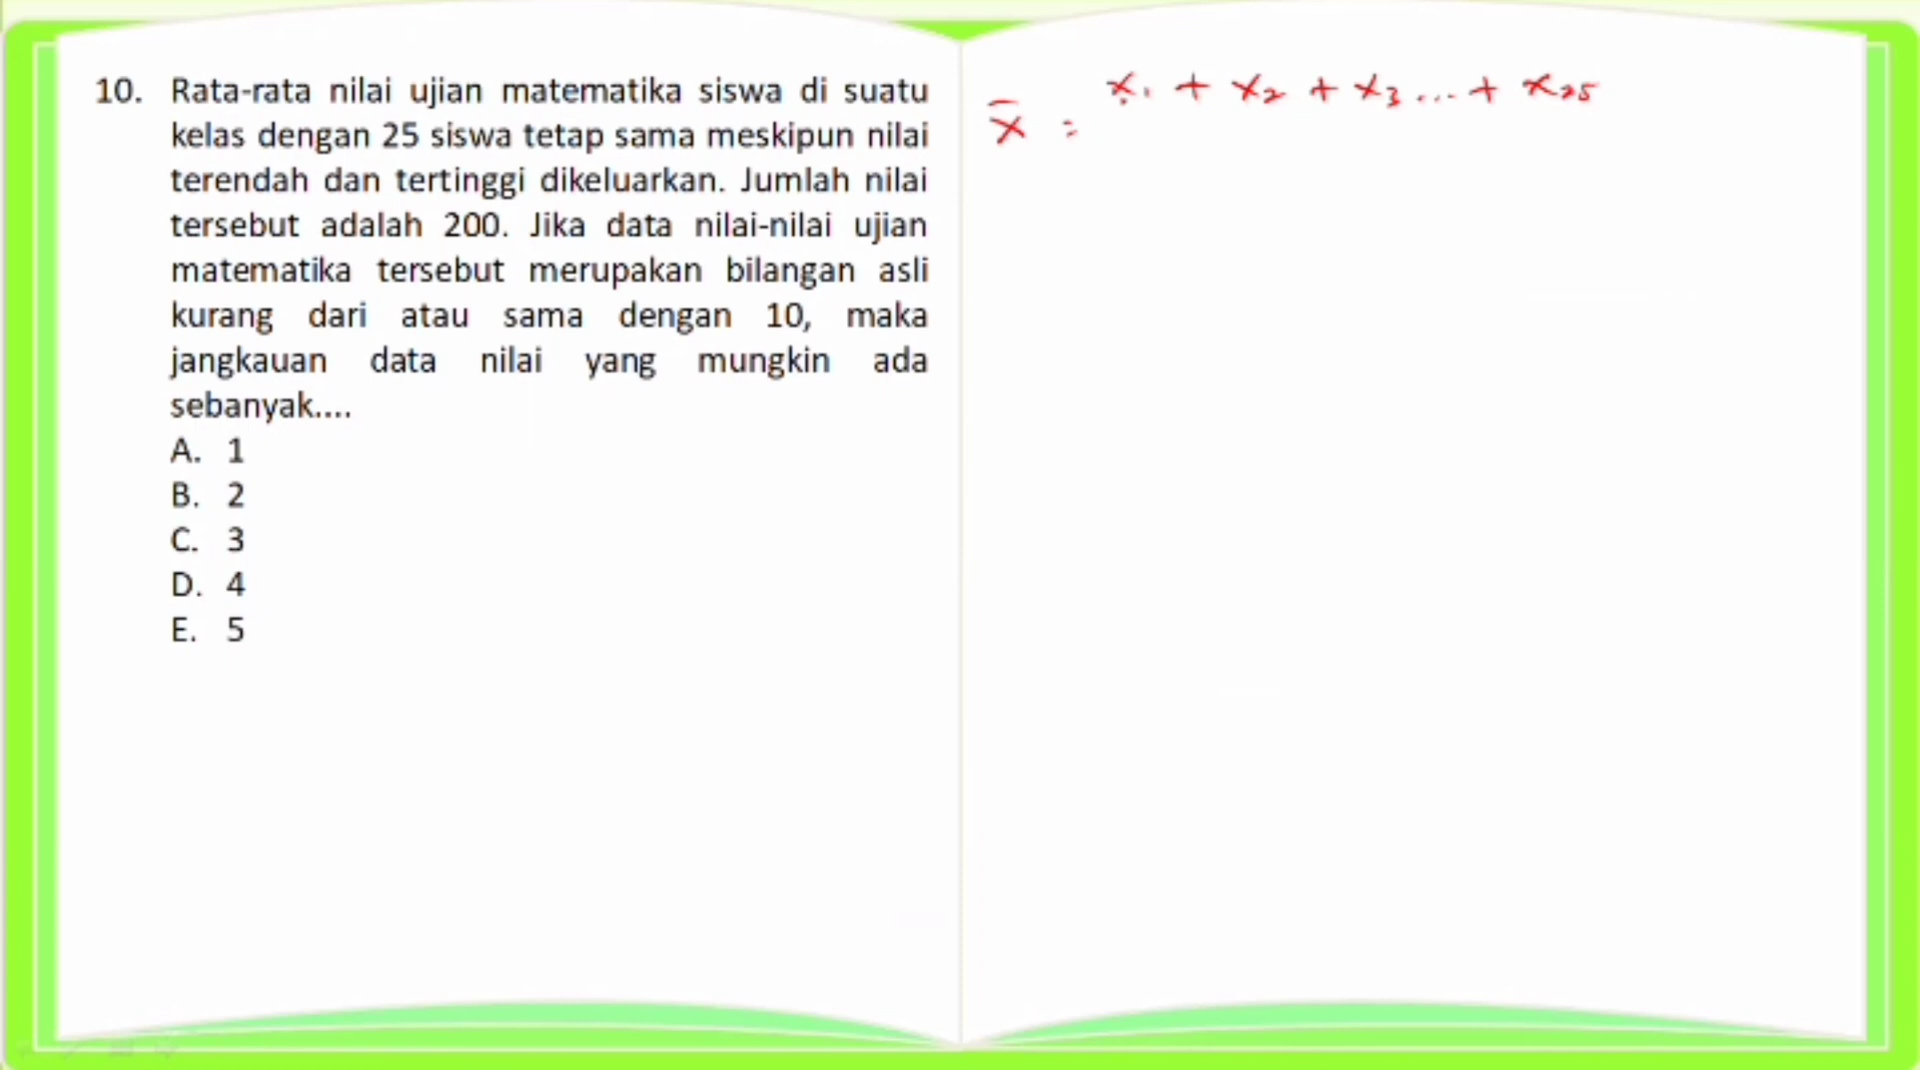 10. Rata-rata nilai ujian matematika siswa di suatu
kelas dengan 25 siswa tetap sama meskipun nilai
terendah dan tertinggi dikeluarkan. Jumlah nilai
tersebut adalah 200. Jika data nilai-nilai ujian
matematika tersebut merupakan bilangan asli
kurang dari atau sama dengan 10, maka
jangkauan data nilai yang mungkin ada
sebanyak....
A. 1
B. 2
C. 3
D. 4
E. 5
x₁ + x₂ + x₃ ... + x₂₅
x̄ =